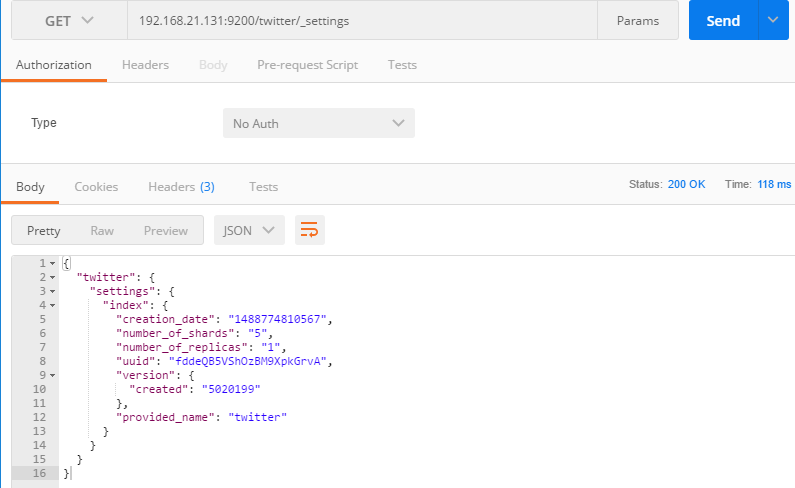 GET 192.168.21.131:9200/twitter/_settings Params Send
Authorization Headers Body Pre-request Script Tests
Type No Auth
Body Cookies Headers (3) Tests Status: 200 OK Time: 118 ms
Pretty Raw Preview JSON
1 {
2 "twitter": {
3 "settings": {
4 "index": {
5 "creation_date": "1488774810567",
6 "number_of_shards": "5",
7 "number_of_replicas": "1",
8 "uuid": "fddeQB5VShOzBM9XpkGrvA",
9 "version": {
10 "created": "5020199"
11 },
12 "provided_name": "twitter"
13 }
14 }
15 }
16 }